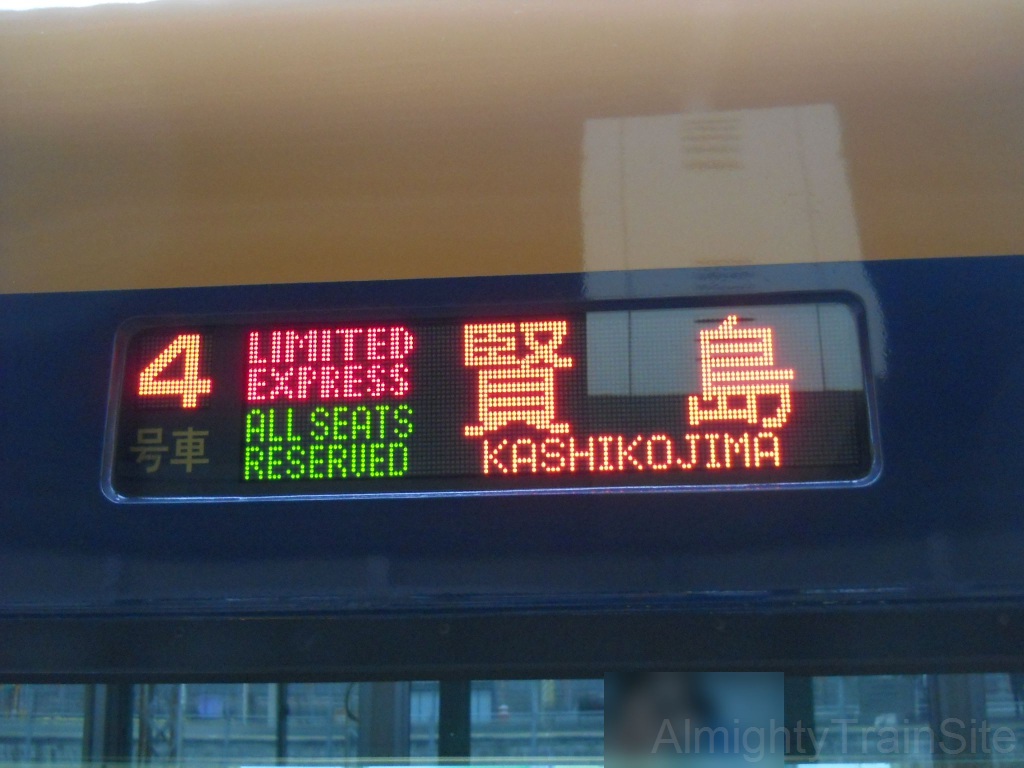 4
号車
LIMITED
EXPRESS
ALL SEATS
RESERVED
賢島
KASHIKOJIMA
AlmightyTrainSite